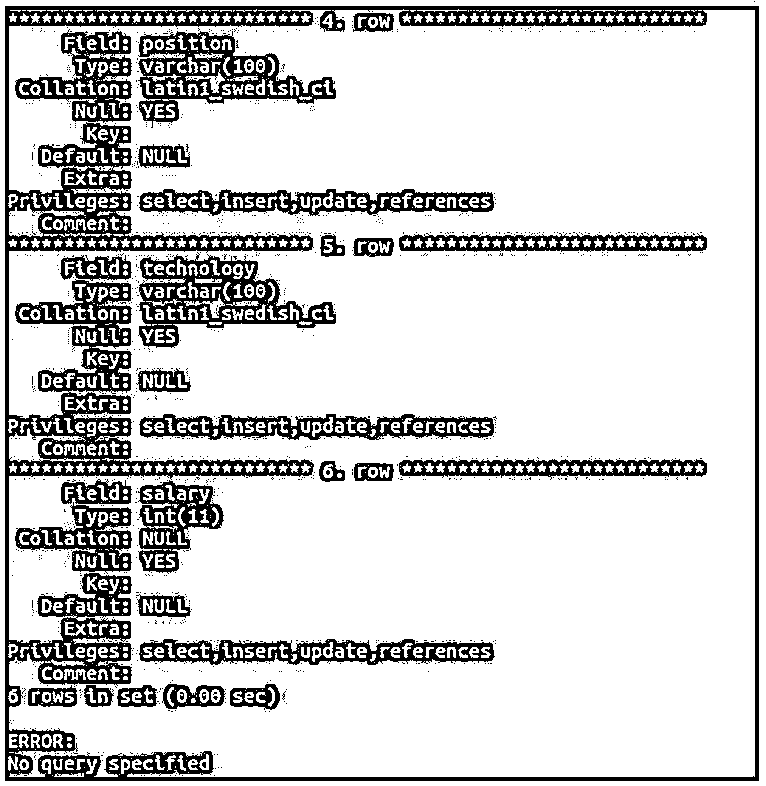 *************************** 4. row ***************************
Field: position
Type: varchar(100)
Collation: latin1_swedish_ci
Null: YES
Key:
Default: NULL
Extra:
Privileges: select,insert,update,references
Comment:
*************************** 5. row ***************************
Field: technology
Type: varchar(100)
Collation: latin1_swedish_ci
Null: YES
Key:
Default: NULL
Extra:
Privileges: select,insert,update,references
Comment:
*************************** 6. row ***************************
Field: salary
Type: int(11)
Collation: NULL
Null: YES
Key:
Default: NULL
Extra:
Privileges: select,insert,update,references
Comment:
6 rows in set (0.00 sec)
ERROR:
No query specified